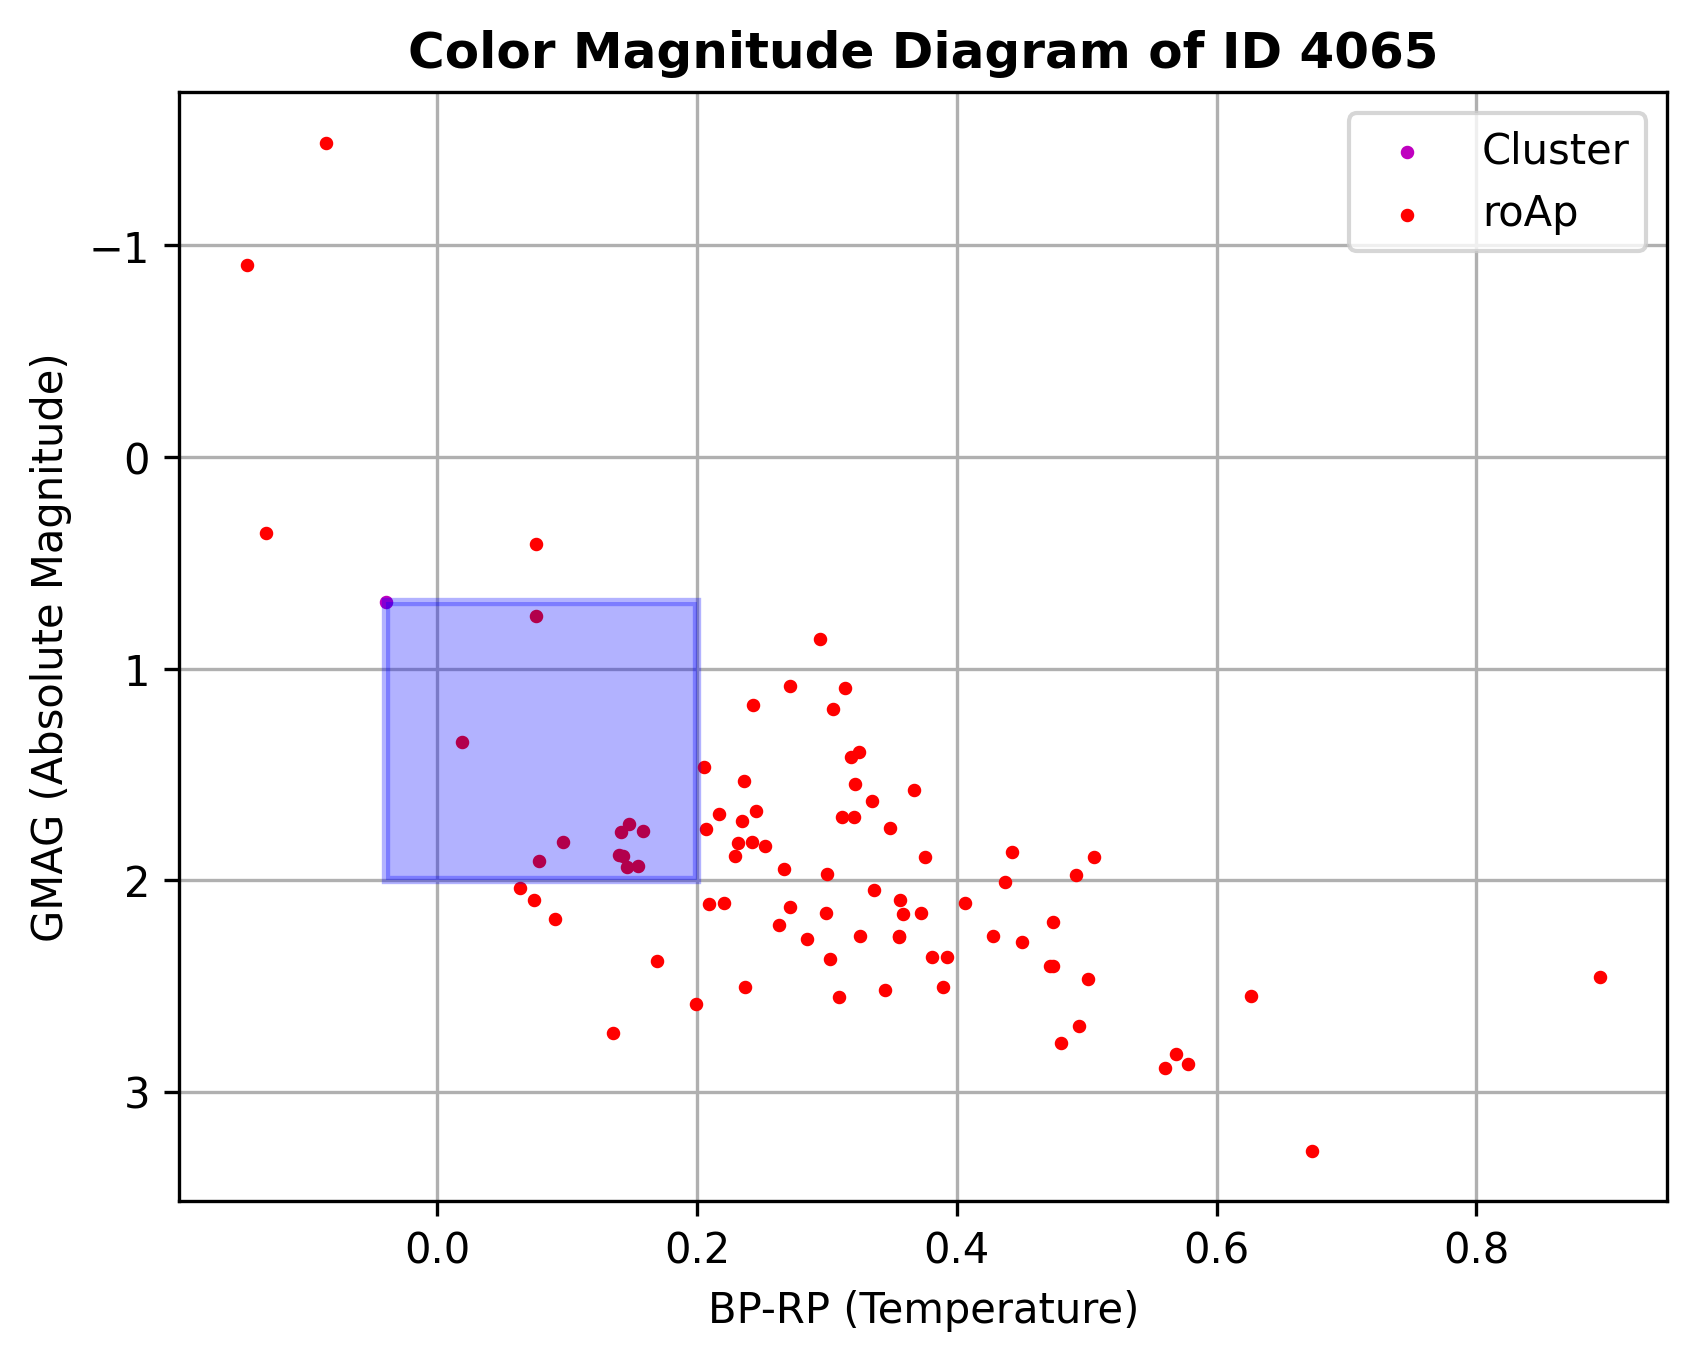 Color Magnitude Diagram of ID 4065
Cluster
roAp
−1
0
1
2
3
GMAG (Absolute Magnitude)
0.0 0.2 0.4 0.6 0.8
BP-RP (Temperature)